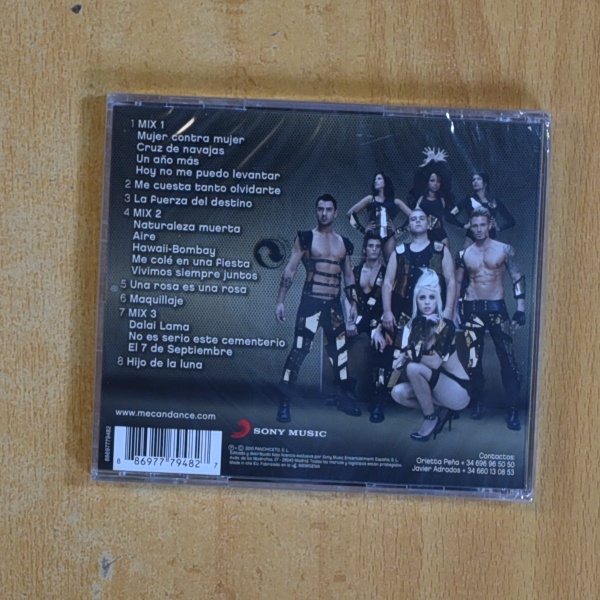 1 MIX 1
Mujer contra mujer
Cruz de navajas
Un año más
Hoy no me puedo levantar
2 Me cuesta tanto olvidarte
3 La fuerza del destino
4 MIX 2
Naturaleza muerta
Aire
Hawaii-Bombay
Me colé en una fiesta
Vivimos siempre juntos
5 Una rosa es una rosa
6 Maquillaje
7 MIX 3
Dalai Lama
No es serio este cementerio
El 7 de Septiembre
8 Hijo de la luna
www.mecandance.com
SONY MUSIC
88697779482
8 86977 79482 7
Contactos:
Orietta Peña + 34 696 96 50 50
Javier Adrados + 34 660 13 08 53